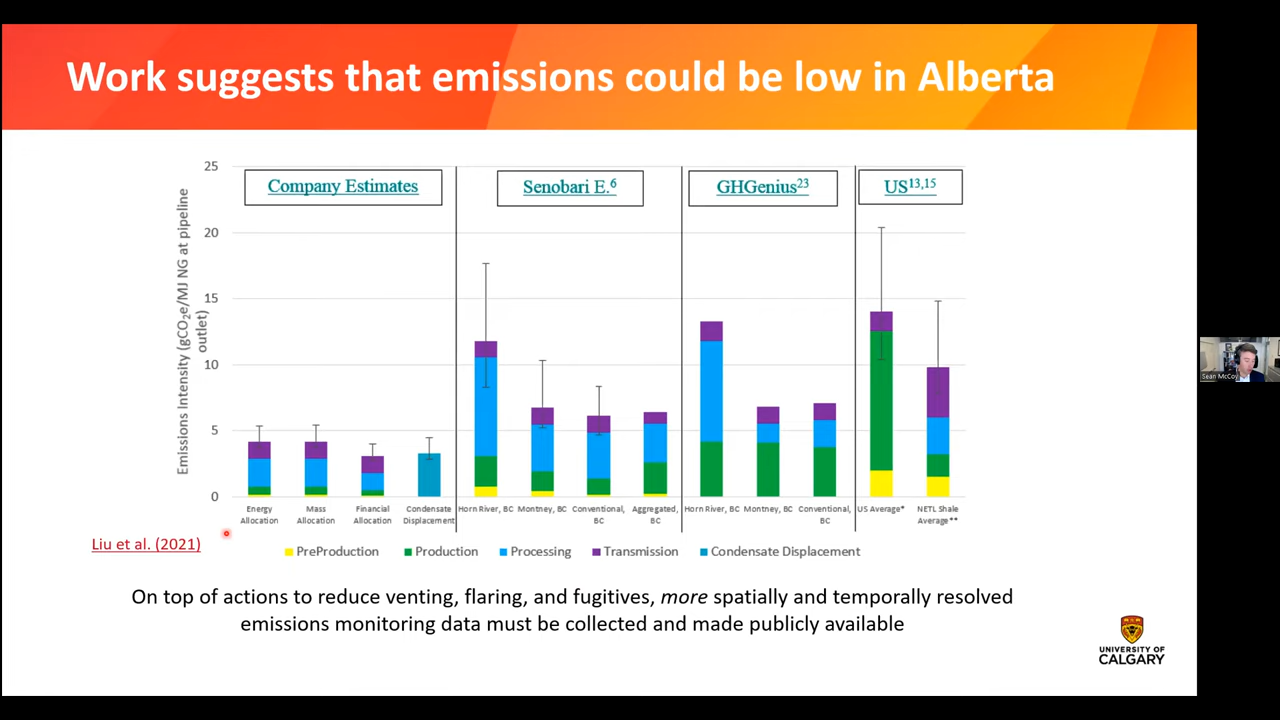 Work suggests that emissions could be low in Alberta
Emissions Intensity (gCO₂e/MJ NG at pipeline
outlet)
25
20
15
10
5
0
Company Estimates
Senobari E.⁶
GHGenius²³
US¹³,¹⁵
Energy
Allocation
Mass
Allocation
Financial
Allocation
Condensate
Displacement
Horn River, BC
Montney, BC
Conventional,
BC
Aggregated,
BC
Horn River, BC
Montney, BC
Conventional,
BC
US Average*
NETL Shale
Average**
Liu et al. (2021)
PreProduction
Production
Processing
Transmission
Condensate Displacement
On top of actions to reduce venting, flaring, and fugitives, more spatially and temporally resolved
emissions monitoring data must be collected and made publicly available
UNIVERSITY OF
CALGARY
Sean McCoy